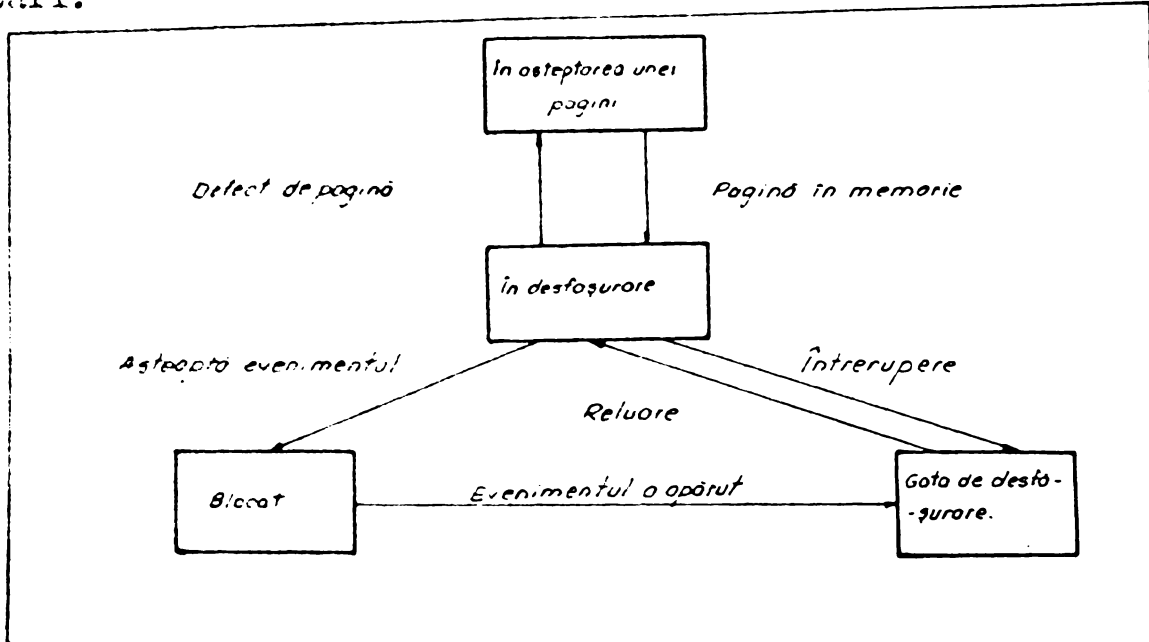 În așteptarea unei
pagini
Defect de pagină
Pagină în memorie
În desfașurare
Așteaptă evenimentul
Întrerupere
Reluare
Blocat
Evenimentul a apărut
Gata de desfă-
-șurare.